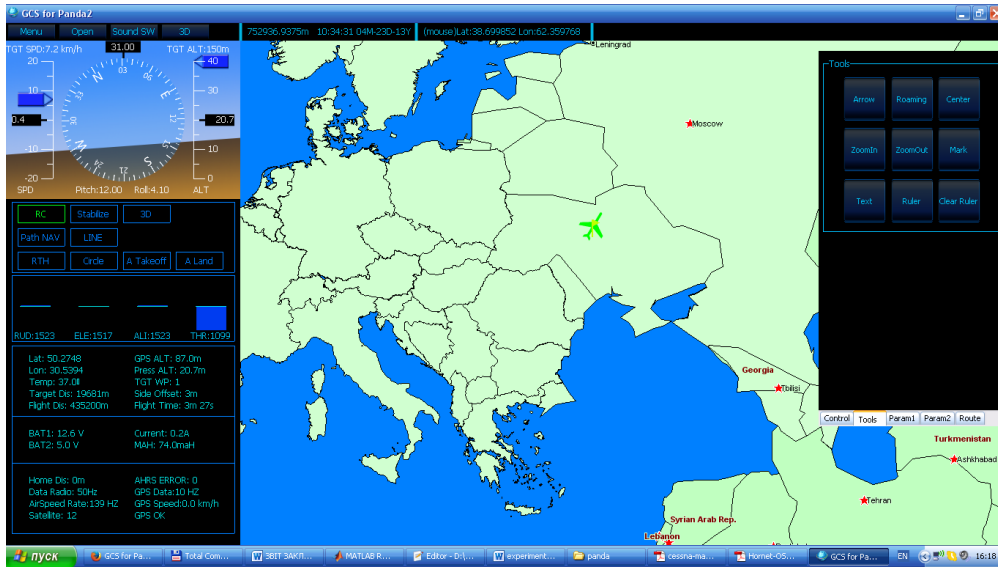 GCS for Panda2
Menu Open Sound SW 3D 752936.9375m 10:34:31 04M-23D-13Y (mouse)Lat:38.699852 Lon:62.359768
TGT SPD:7.2 km/h 31.00 TGT ALT:150m
20 40
10 30
0.4 20.7
-10 10
-20 0
N 03 06 E 12 S 21 24 W 30
SPD Pitch:12.00 Roll:4.10 ALT
RC Stabilize 3D
Path NAV LINE
RTH Circle A Takeoff A Land
RUD:1523 ELE:1517 ALI:1523 THR:1099
Lat: 50.2748 GPS ALT: 87.0m
Lon: 30.5394 Press ALT: 20.7m
Temp: 37.0ll TGT WP: 1
Target Dis: 19681m Side Offset: 3m
Flight Dis: 435200m Flight Time: 3m 27s
BAT1: 12.6 V Current: 0.2A
BAT2: 5.0 V MAH: 74.0maH
Home Dis: 0m AHRS ERROR: 0
Data Radio: 50Hz GPS Data:10 HZ
AirSpeed Rate:139 HZ GPS Speed:0.0 km/h
Satellite: 12 GPS OK
Leningrad
Moscow
Georgia
Tbilisi
Turkmenistan
Ashkhabad
Tehran
Syrian Arab Rep.
Lebanon
Tools
Arrow Roaming Center
ZoomIn ZoomOut Mark
Text Ruler Clear Ruler
Control Tools Param1 Param2 Route
пуск GCS for Pa... Total Com... ЗВІТ ЗАКЛ... MATLAB R... Editor - D:\... experiment... panda cessna-ma... Hornet-OS... GCS for Pa... EN 16:18